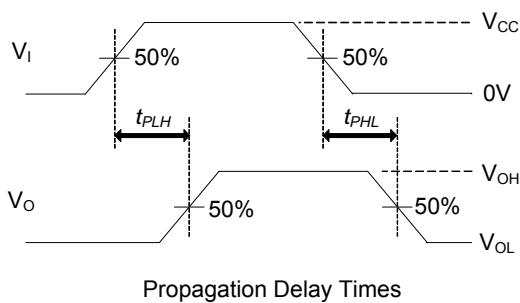 V_CC
V_I
50%
50%
0V
t_PLH
t_PHL
V_OH
V_O
50%
50%
V_OL
Propagation Delay Times